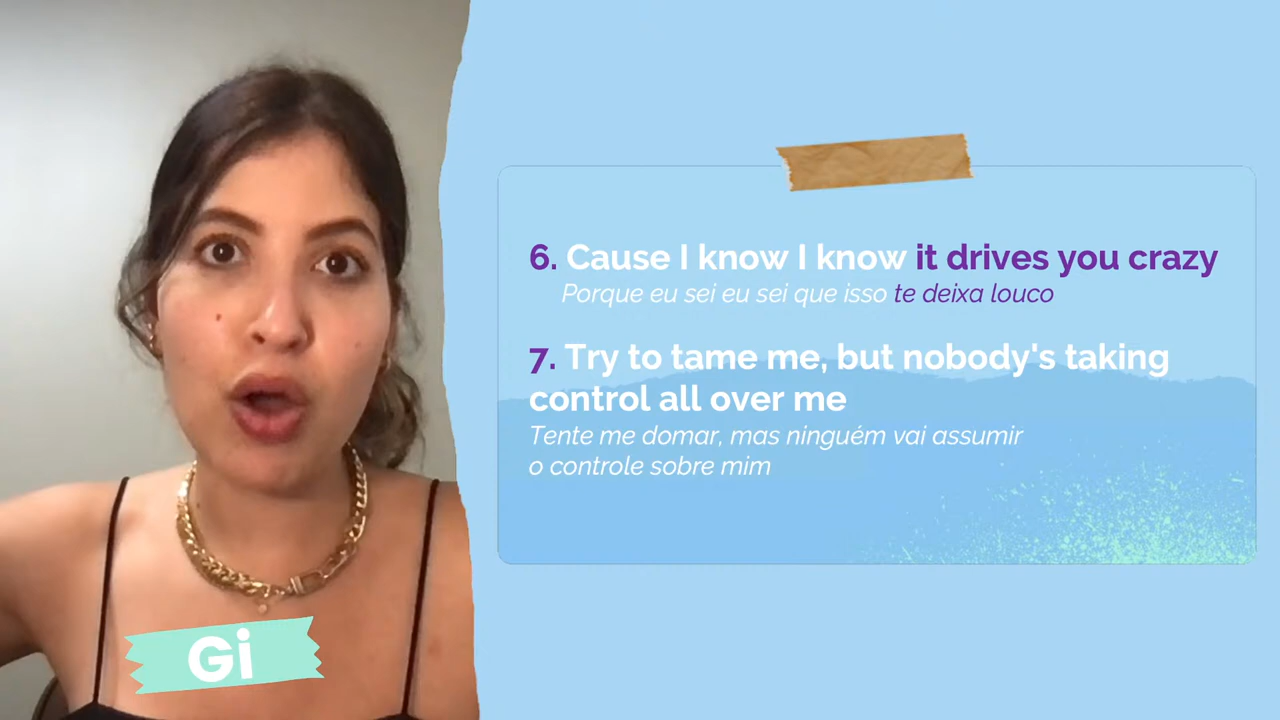 6. Cause I know I know it drives you crazy
Porque eu sei eu sei que isso te deixa louco
7. Try to tame me, but nobody's taking
control all over me
Tente me domar, mas ninguém vai assumir
o controle sobre mim
Gi